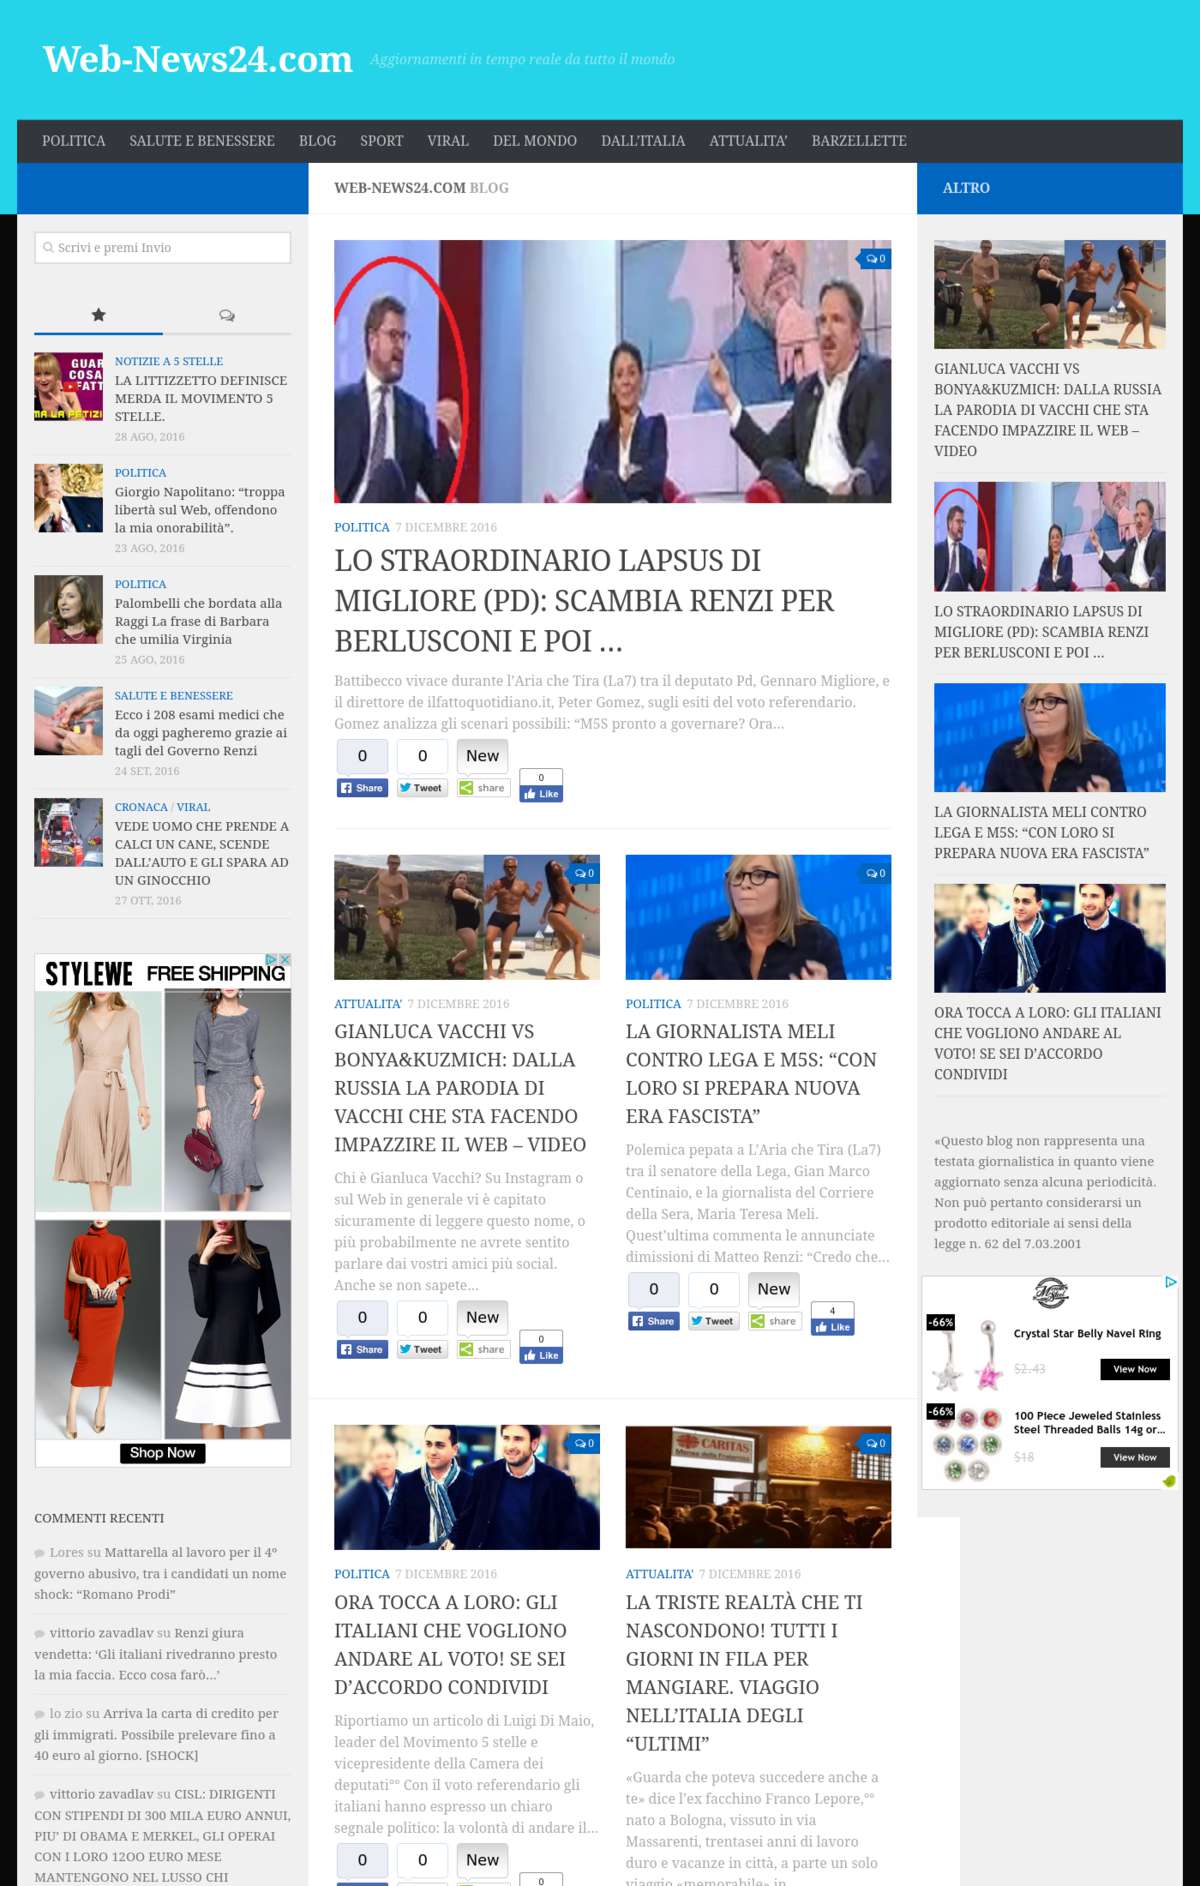 Web-News24.com
Aggiornamenti in tempo reale da tutto il mondo
POLITICA SALUTE E BENESSERE BLOG SPORT VIRAL DEL MONDO DALL’ITALIA ATTUALITA’ BARZELLETTE
Scrivi e premi Invio
GUAR
COSA
FATT
MA LA PETIZI
NOTIZIE A 5 STELLE
LA LITTIZZETTO DEFINISCE
MERDA IL MOVIMENTO 5
STELLE.
28 AGO, 2016
POLITICA
Giorgio Napolitano: “troppa
libertà sul Web, offendono
la mia onorabilità”.
23 AGO, 2016
POLITICA
Palombelli che bordata alla
Raggi La frase di Barbara
che umilia Virginia
25 AGO, 2016
SALUTE E BENESSERE
Ecco i 208 esami medici che
da oggi pagheremo grazie ai
tagli del Governo Renzi
24 SET, 2016
CRONACA / VIRAL
VEDE UOMO CHE PRENDE A
CALCI UN CANE, SCENDE
DALL’AUTO E GLI SPARA AD
UN GINOCCHIO
27 OTT, 2016
STYLEWE FREE SHIPPING
Shop Now
COMMENTI RECENTI
Lores su Mattarella al lavoro per il 4º
governo abusivo, tra i candidati un nome
shock: “Romano Prodi”
vittorio zavadlav su Renzi giura
vendetta: ‘Gli italiani rivedranno presto
la mia faccia. Ecco cosa farò…’
lo zio su Arriva la carta di credito per
gli immigrati. Possibile prelevare fino a
40 euro al giorno. [SHOCK]
vittorio zavadlav su CISL: DIRIGENTI
CON STIPENDI DI 300 MILA EURO ANNUI,
PIU’ DI OBAMA E MERKEL, GLI OPERAI
CON I LORO 12OO EURO MESE
MANTENGONO NEL LUSSO CHI
WEB-NEWS24.COM BLOG
0
POLITICA 7 DICEMBRE 2016
LO STRAORDINARIO LAPSUS DI
MIGLIORE (PD): SCAMBIA RENZI PER
BERLUSCONI E POI …
Battibecco vivace durante l’Aria che Tira (La7) tra il deputato Pd, Gennaro Migliore, e
il direttore de ilfattoquotidiano.it, Peter Gomez, sugli esiti del voto referendario.
Gomez analizza gli scenari possibili: “M5S pronto a governare? Ora...
0 0 New 0
Share Tweet share Like
0
ATTUALITA’ 7 DICEMBRE 2016
GIANLUCA VACCHI VS
BONYA&KUZMICH: DALLA
RUSSIA LA PARODIA DI
VACCHI CHE STA FACENDO
IMPAZZIRE IL WEB – VIDEO
Chi è Gianluca Vacchi? Su Instagram o
sul Web in generale vi è capitato
sicuramente di leggere questo nome, o
più probabilmente ne avrete sentito
parlare dai vostri amici più social.
Anche se non sapete...
0 0 New 0
Share Tweet share Like
0
POLITICA 7 DICEMBRE 2016
LA GIORNALISTA MELI
CONTRO LEGA E M5S: “CON
LORO SI PREPARA NUOVA
ERA FASCISTA”
Polemica pepata a L’Aria che Tira (La7)
tra il senatore della Lega, Gian Marco
Centinaio, e la giornalista del Corriere
della Sera, Maria Teresa Meli.
Quest’ultima commenta le annunciate
dimissioni di Matteo Renzi: “Credo che...
0 0 New 4
Share Tweet share Like
0
POLITICA 7 DICEMBRE 2016
ORA TOCCA A LORO: GLI
ITALIANI CHE VOGLIONO
ANDARE AL VOTO! SE SEI
D’ACCORDO CONDIVIDI
Riportiamo un articolo di Luigi Di Maio,
leader del Movimento 5 stelle e
vicepresidente della Camera dei
deputati°° Con il voto referendario gli
italiani hanno espresso un chiaro
segnale politico: la volontà di andare il...
0 0 New 0
CARITAS
0
ATTUALITA’ 7 DICEMBRE 2016
LA TRISTE REALTÀ CHE TI
NASCONDONO! TUTTI I
GIORNI IN FILA PER
MANGIARE. VIAGGIO
NELL’ITALIA DEGLI
“ULTIMI”
«Guarda che poteva succedere anche a
te» dice l’ex facchino Franco Lepore,°°
nato a Bologna, vissuto in via
Massarenti, trentasei anni di lavoro
duro e vacanze in città, a parte un solo
viaggio «memorabile» in
ALTRO
GIANLUCA VACCHI VS
BONYA&KUZMICH: DALLA RUSSIA
LA PARODIA DI VACCHI CHE STA
FACENDO IMPAZZIRE IL WEB –
VIDEO
LO STRAORDINARIO LAPSUS DI
MIGLIORE (PD): SCAMBIA RENZI
PER BERLUSCONI E POI …
LA GIORNALISTA MELI CONTRO
LEGA E M5S: “CON LORO SI
PREPARA NUOVA ERA FASCISTA”
ORA TOCCA A LORO: GLI ITALIANI
CHE VOGLIONO ANDARE AL
VOTO! SE SEI D’ACCORDO
CONDIVIDI
«Questo blog non rappresenta una
testata giornalistica in quanto viene
aggiornato senza alcuna periodicità.
Non può pertanto considerarsi un
prodotto editoriale ai sensi della
legge n. 62 del 7.03.2001
-66%
Crystal Star Belly Navel Ring
$2.43 View Now
-66%
100 Piece Jeweled Stainless
Steel Threaded Balls 14g or...
$18 View Now